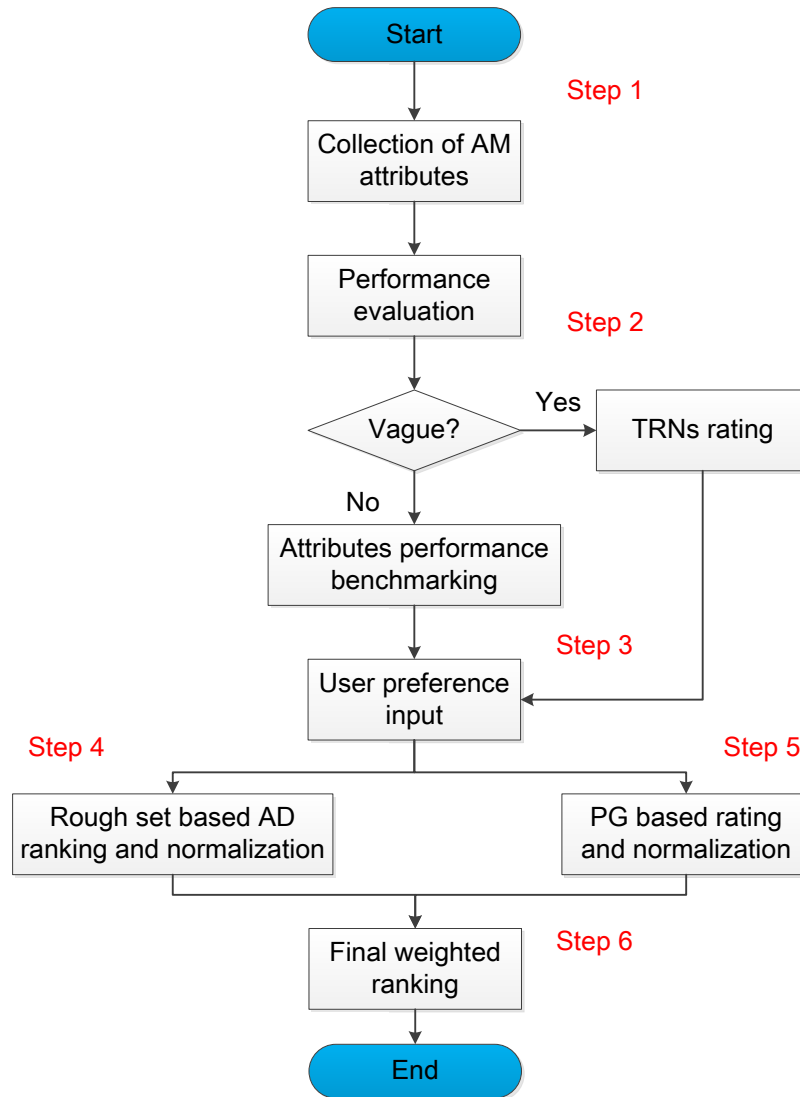 Start
Step 1
Collection of AM
attributes
Performance
evaluation
Step 2
Vague?
Yes
TRNs rating
No
Attributes performance
benchmarking
Step 3
User preference
input
Step 4
Step 5
Rough set based AD
ranking and normalization
PG based rating
and normalization
Step 6
Final weighted
ranking
End